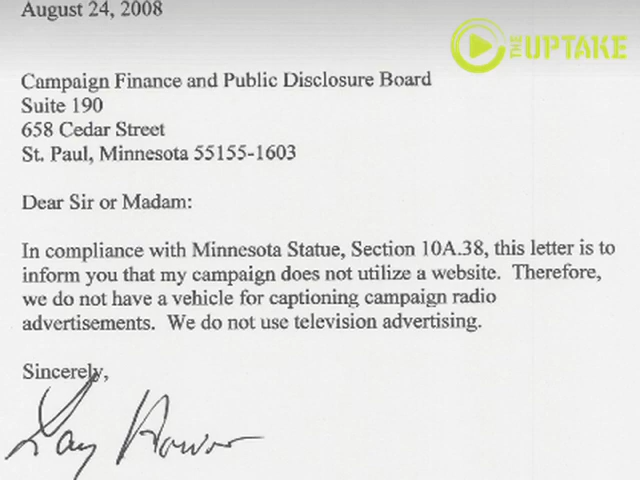 August 24, 2008
THE UPTAKE
Campaign Finance and Public Disclosure Board
Suite 190
658 Cedar Street
St. Paul, Minnesota 55155-1603
Dear Sir or Madam:
In compliance with Minnesota Statue, Section 10A.38, this letter is to
inform you that my campaign does not utilize a website.  Therefore,
we do not have a vehicle for captioning campaign radio
advertisements.  We do not use television advertising.
Sincerely,